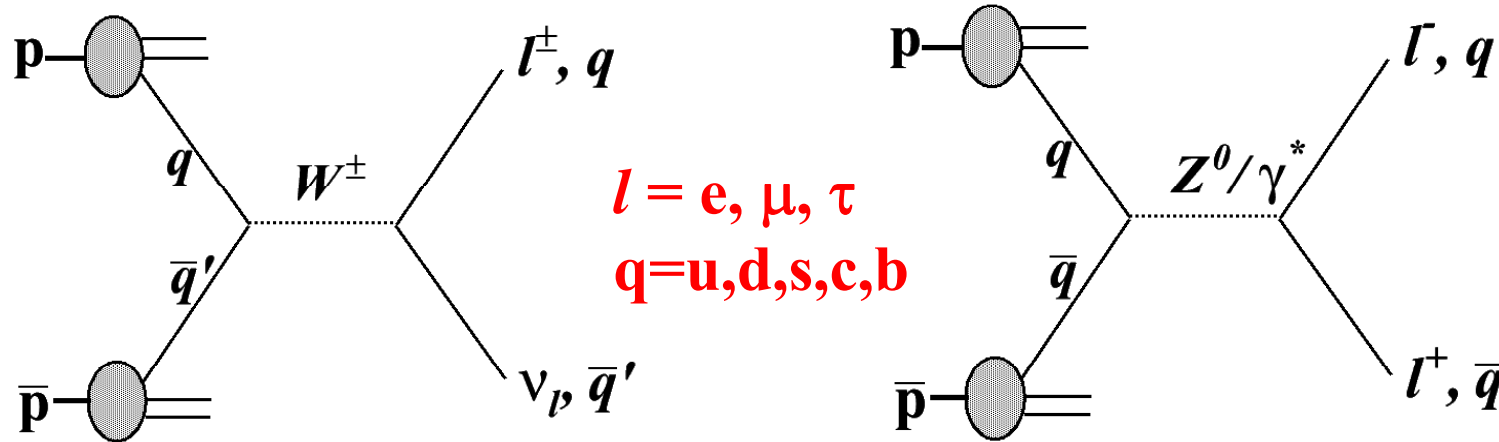 p
l±, q
q
W±
q̅′
p̅
νl, q̅′
l = e, μ, τ
q=u,d,s,c,b
p
l-, q
q
Z0/γ*
q̅
p̅
l+, q̅